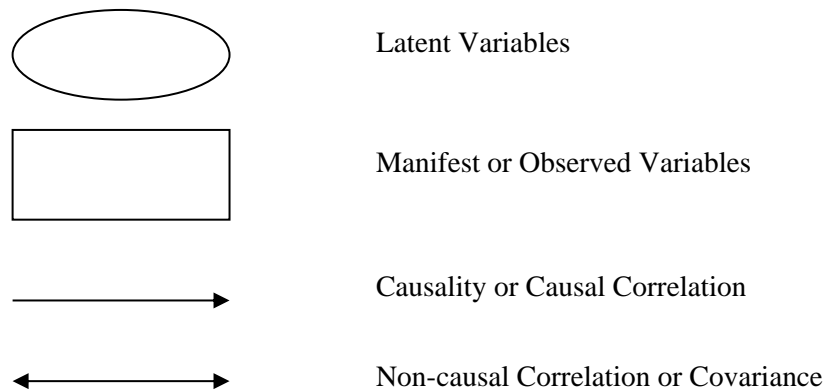 Latent Variables
Manifest or Observed Variables
Causality or Causal Correlation
Non-causal Correlation or Covariance